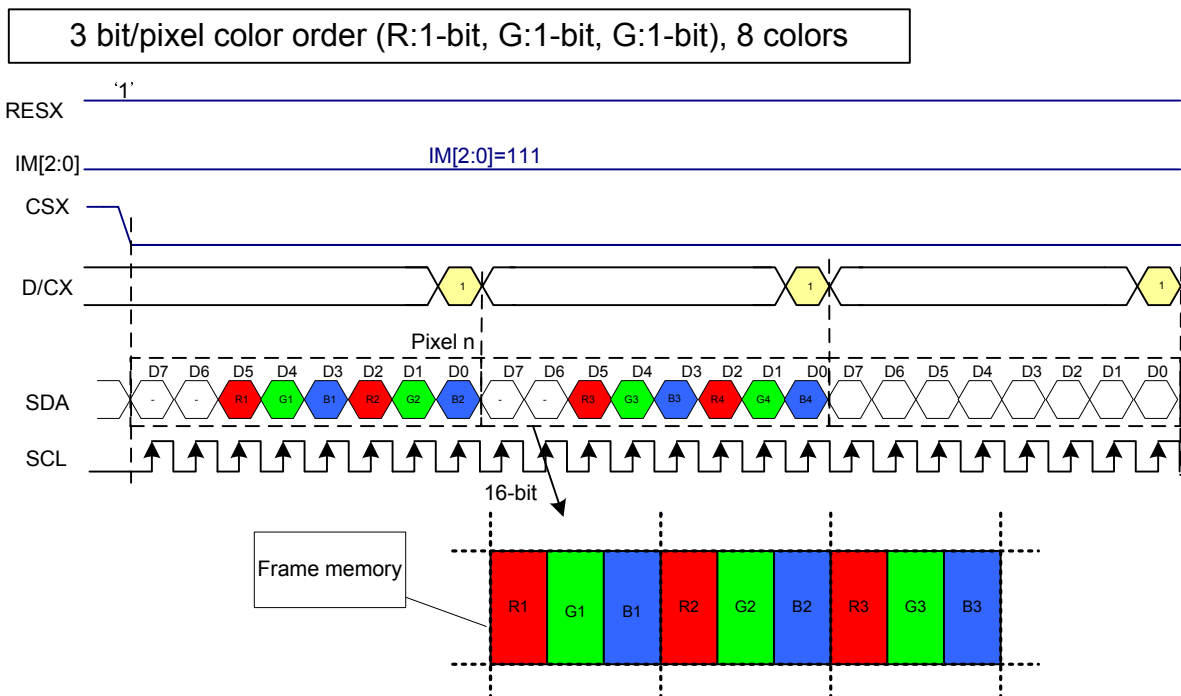 3 bit/pixel color order (R:1-bit, G:1-bit, G:1-bit), 8 colors
‘1’
RESX
IM[2:0]
IM[2:0]=111
CSX
D/CX
1
1
1
Pixel n
D7 D6 D5 D4 D3 D2 D1 D0 D7 D6 D5 D4 D3 D2 D1 D0 D7 D6 D5 D4 D3 D2 D1 D0
SDA
- - R1 G1 B1 R2 G2 B2 - - R3 G3 B3 R4 G4 B4
SCL
16-bit
Frame memory
R1 G1 B1 R2 G2 B2 R3 G3 B3